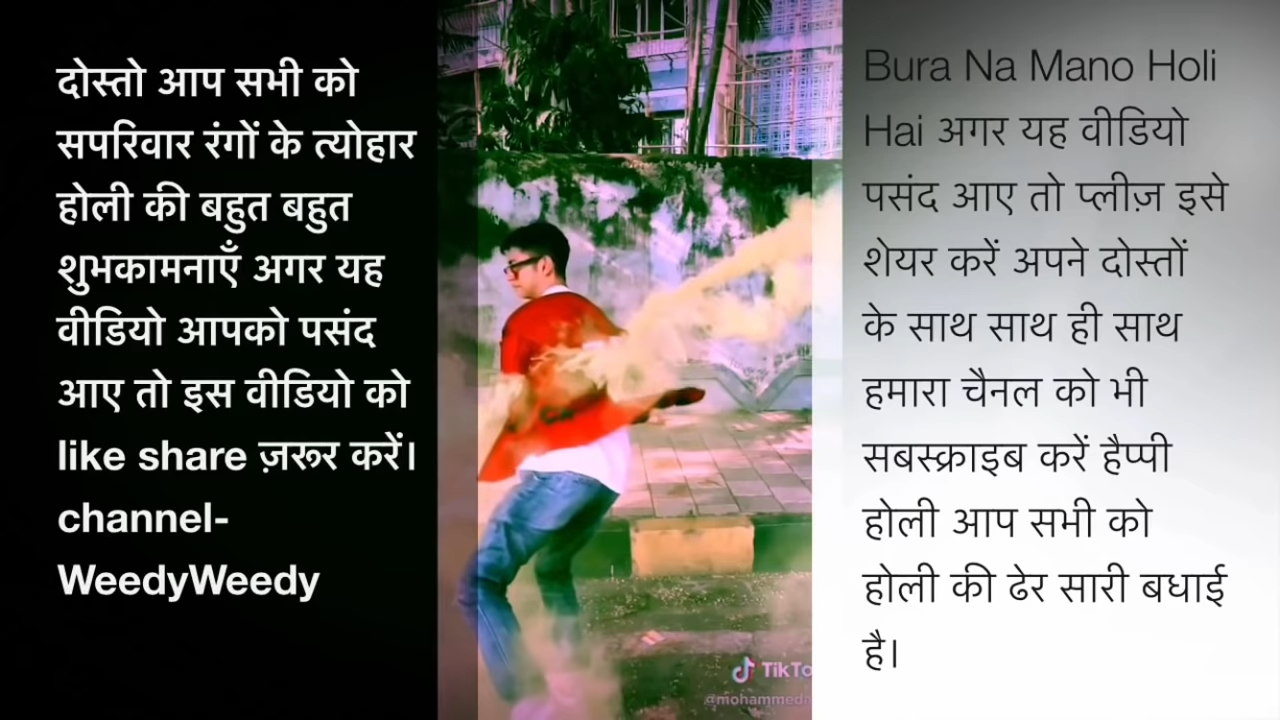 दोस्तो आप सभी को
सपरिवार रंगों के त्योहार
होली की बहुत बहुत
शुभकामनाएँ अगर यह
वीडियो आपको पसंद
आए तो इस वीडियो को
like share ज़रूर करें।
channel-
WeedyWeedy
Bura Na Mano Holi
Hai अगर यह वीडियो
पसंद आए तो प्लीज़ इसे
शेयर करें अपने दोस्तों
के साथ साथ ही साथ
हमारा चैनल को भी
सबस्क्राइब करें हैप्पी
होली आप सभी को
होली की ढेर सारी बधाई
है।
TikTo